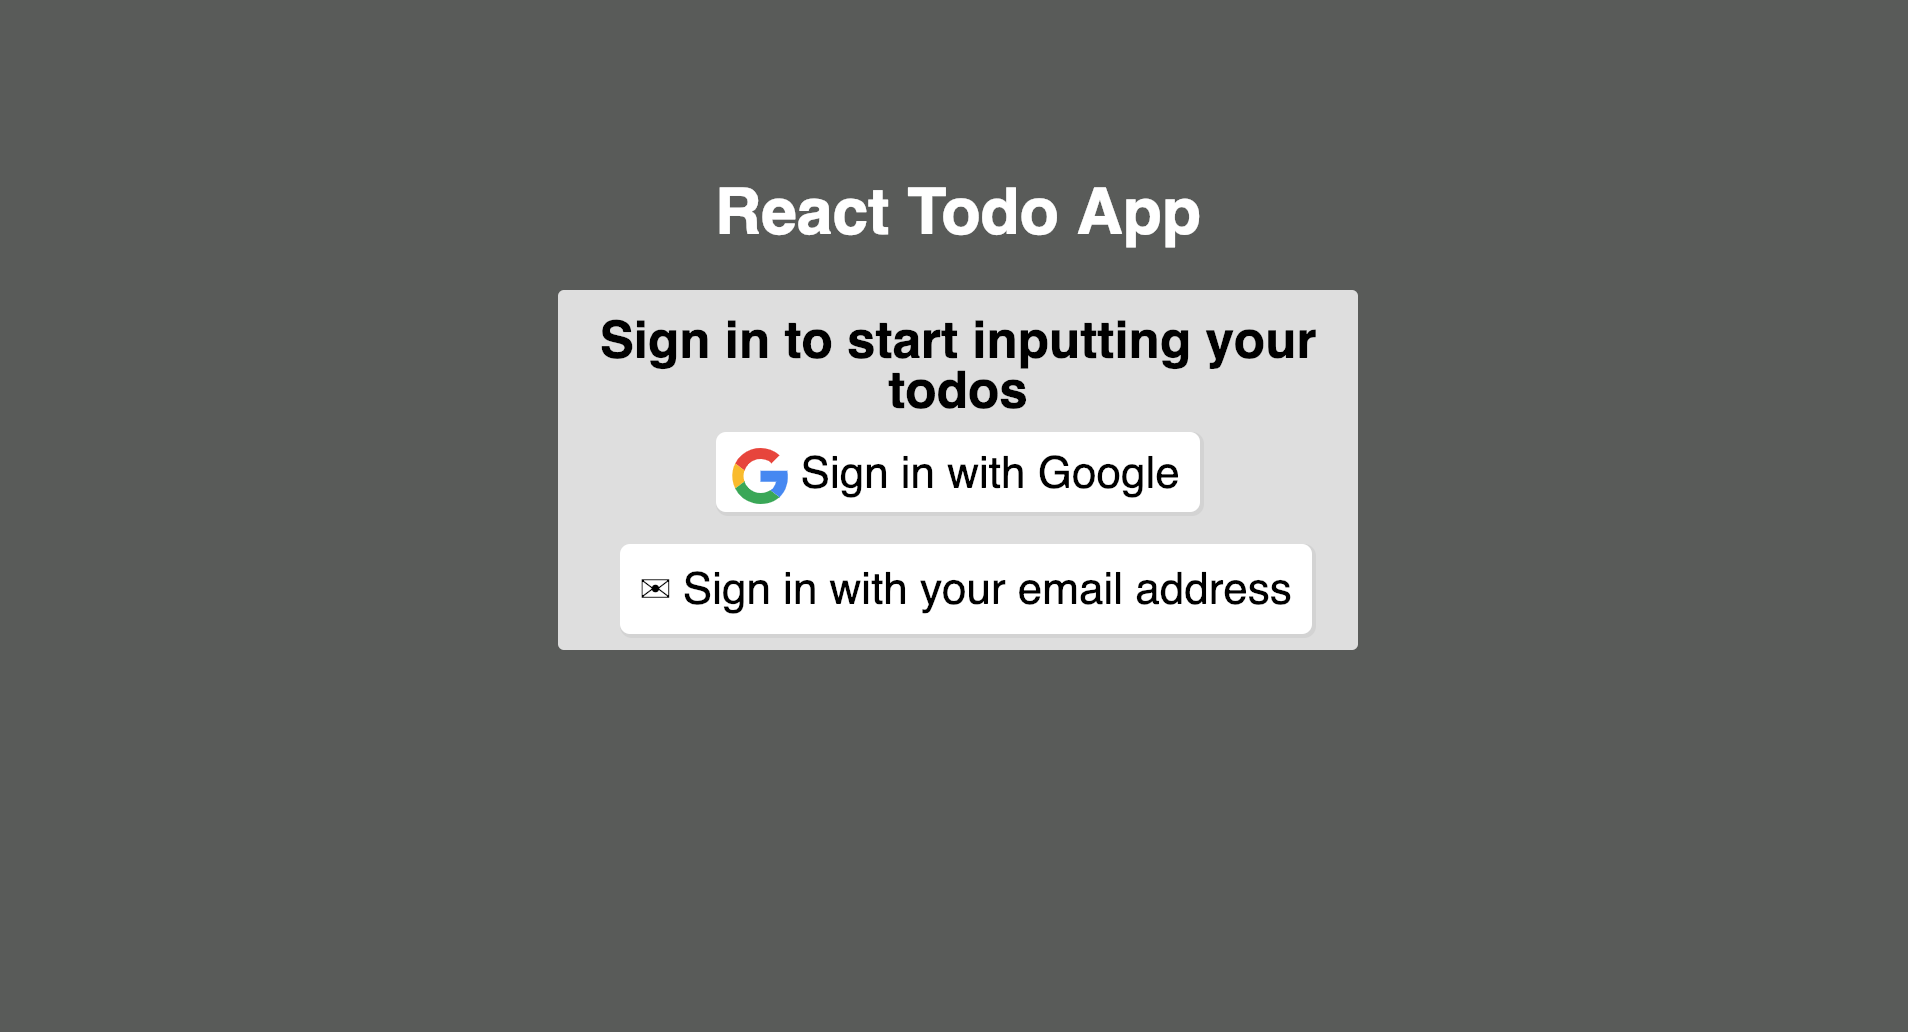 React Todo App
Sign in to start inputting your
todos
Sign in with Google
✉ Sign in with your email address